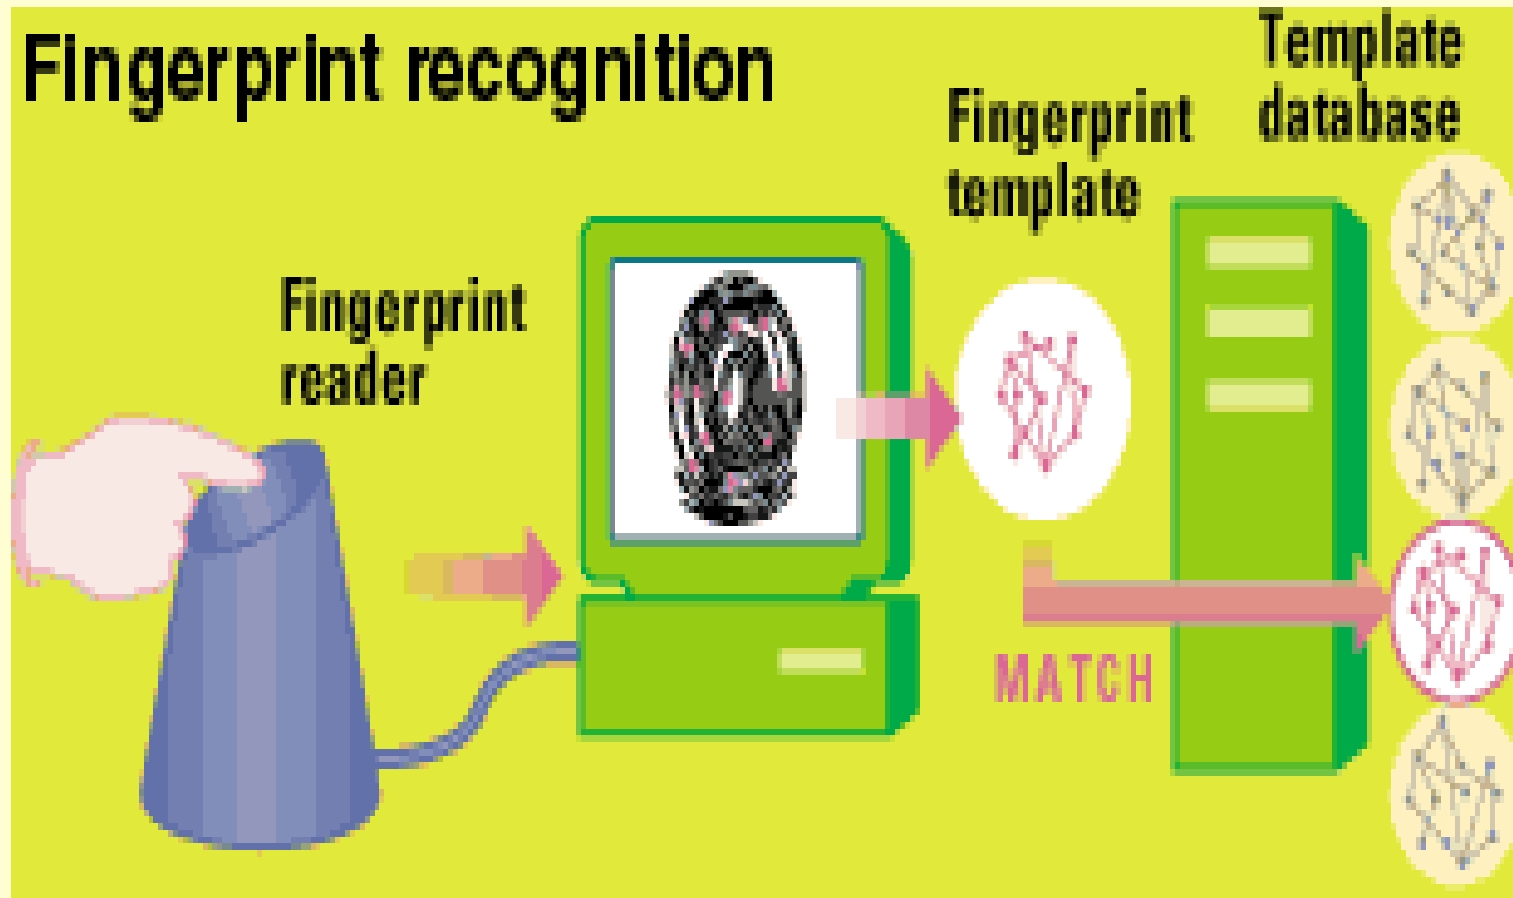 Fingerprint recognition
Template
database
Fingerprint
template
Fingerprint
reader
MATCH